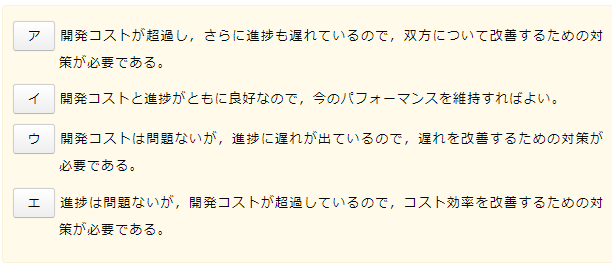 ア 開発コストが超過し，さらに進捗も遅れているので，双方について改善するための対
策が必要である。
イ 開発コストと進捗がともに良好なので，今のパフォーマンスを維持すればよい。
ウ 開発コストは問題ないが，進捗に遅れが出ているので，遅れを改善するための対策が
必要である。
エ 進捗は問題ないが，開発コストが超過しているので，コスト効率を改善するための対
策が必要である。